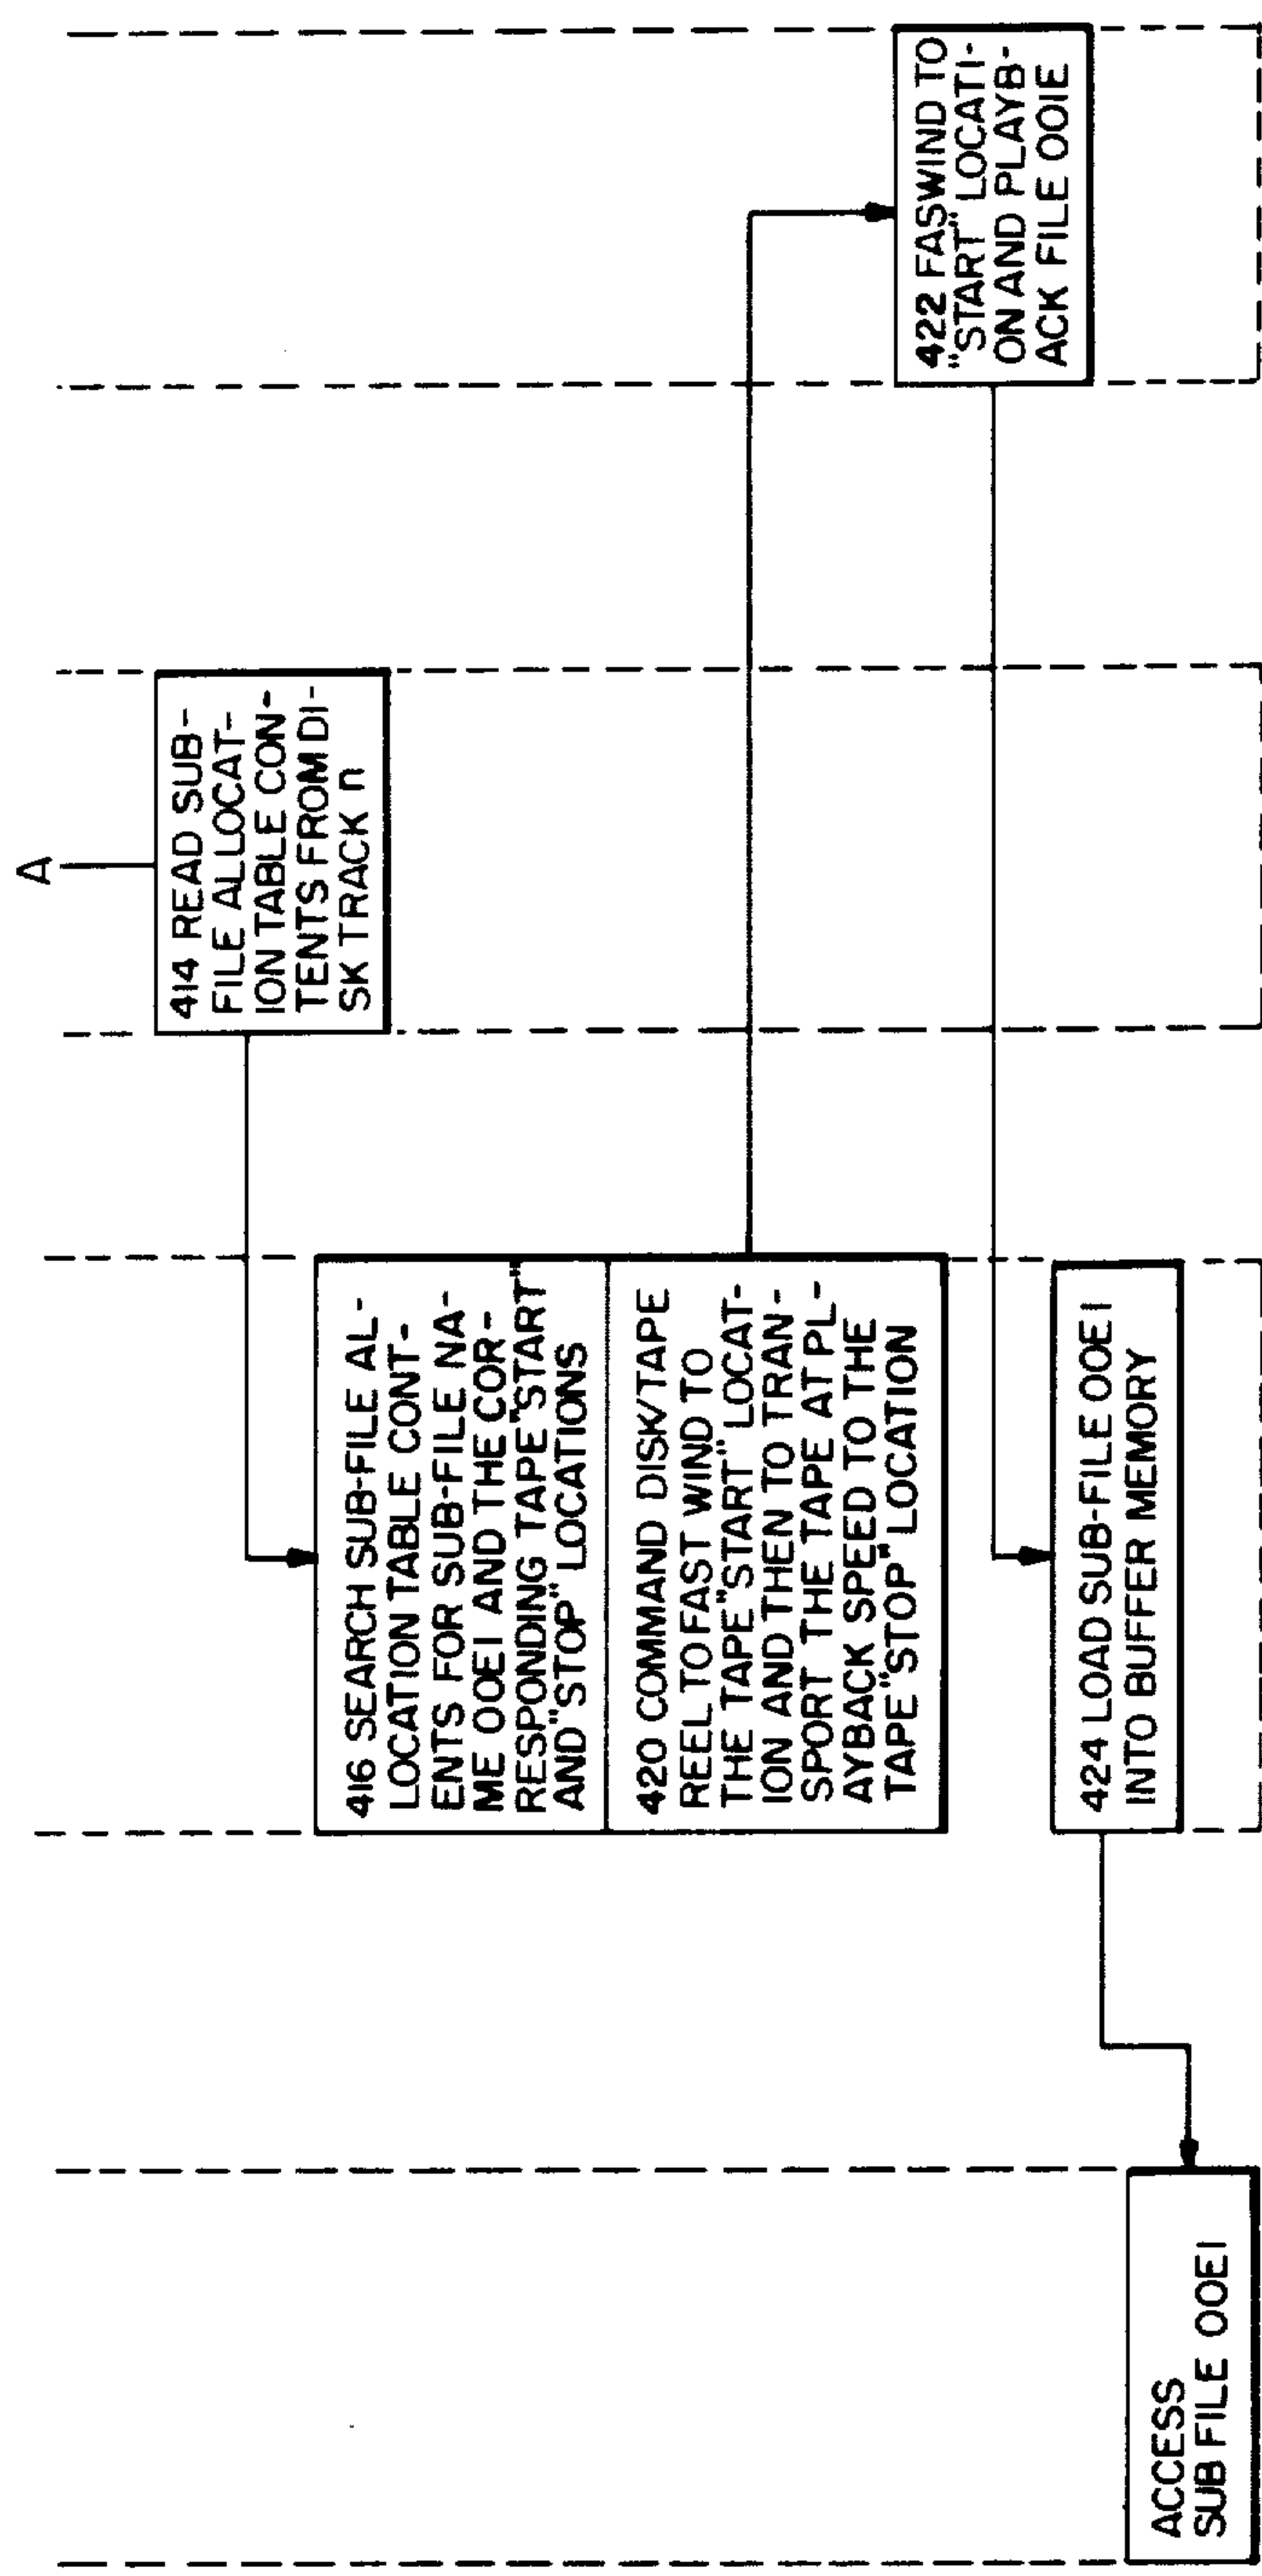 A
414 READ SUB-
FILE ALLOCAT-
ION TABLE CON-
TENTS FROM DI-
SK TRACK n
416 SEARCH SUB-FILE AL-
LOCATION TABLE CONT-
ENTS FOR SUB-FILE NA-
ME OOEI AND THE COR-
RESPONDING TAPE "START"
AND "STOP" LOCATIONS
420 COMMAND DISK/TAPE
REEL TO FAST WIND TO
THE TAPE "START" LOCAT-
ION AND THEN TO TRAN-
SPORT THE TAPE AT PL-
AYBACK SPEED TO THE
TAPE "STOP" LOCATION
422 FASWIND TO
"START" LOCATI-
ON AND PLAYB-
ACK FILE OOIE
424 LOAD SUB-FILE OOEI
INTO BUFFER MEMORY
ACCESS
SUB FILE OOEI